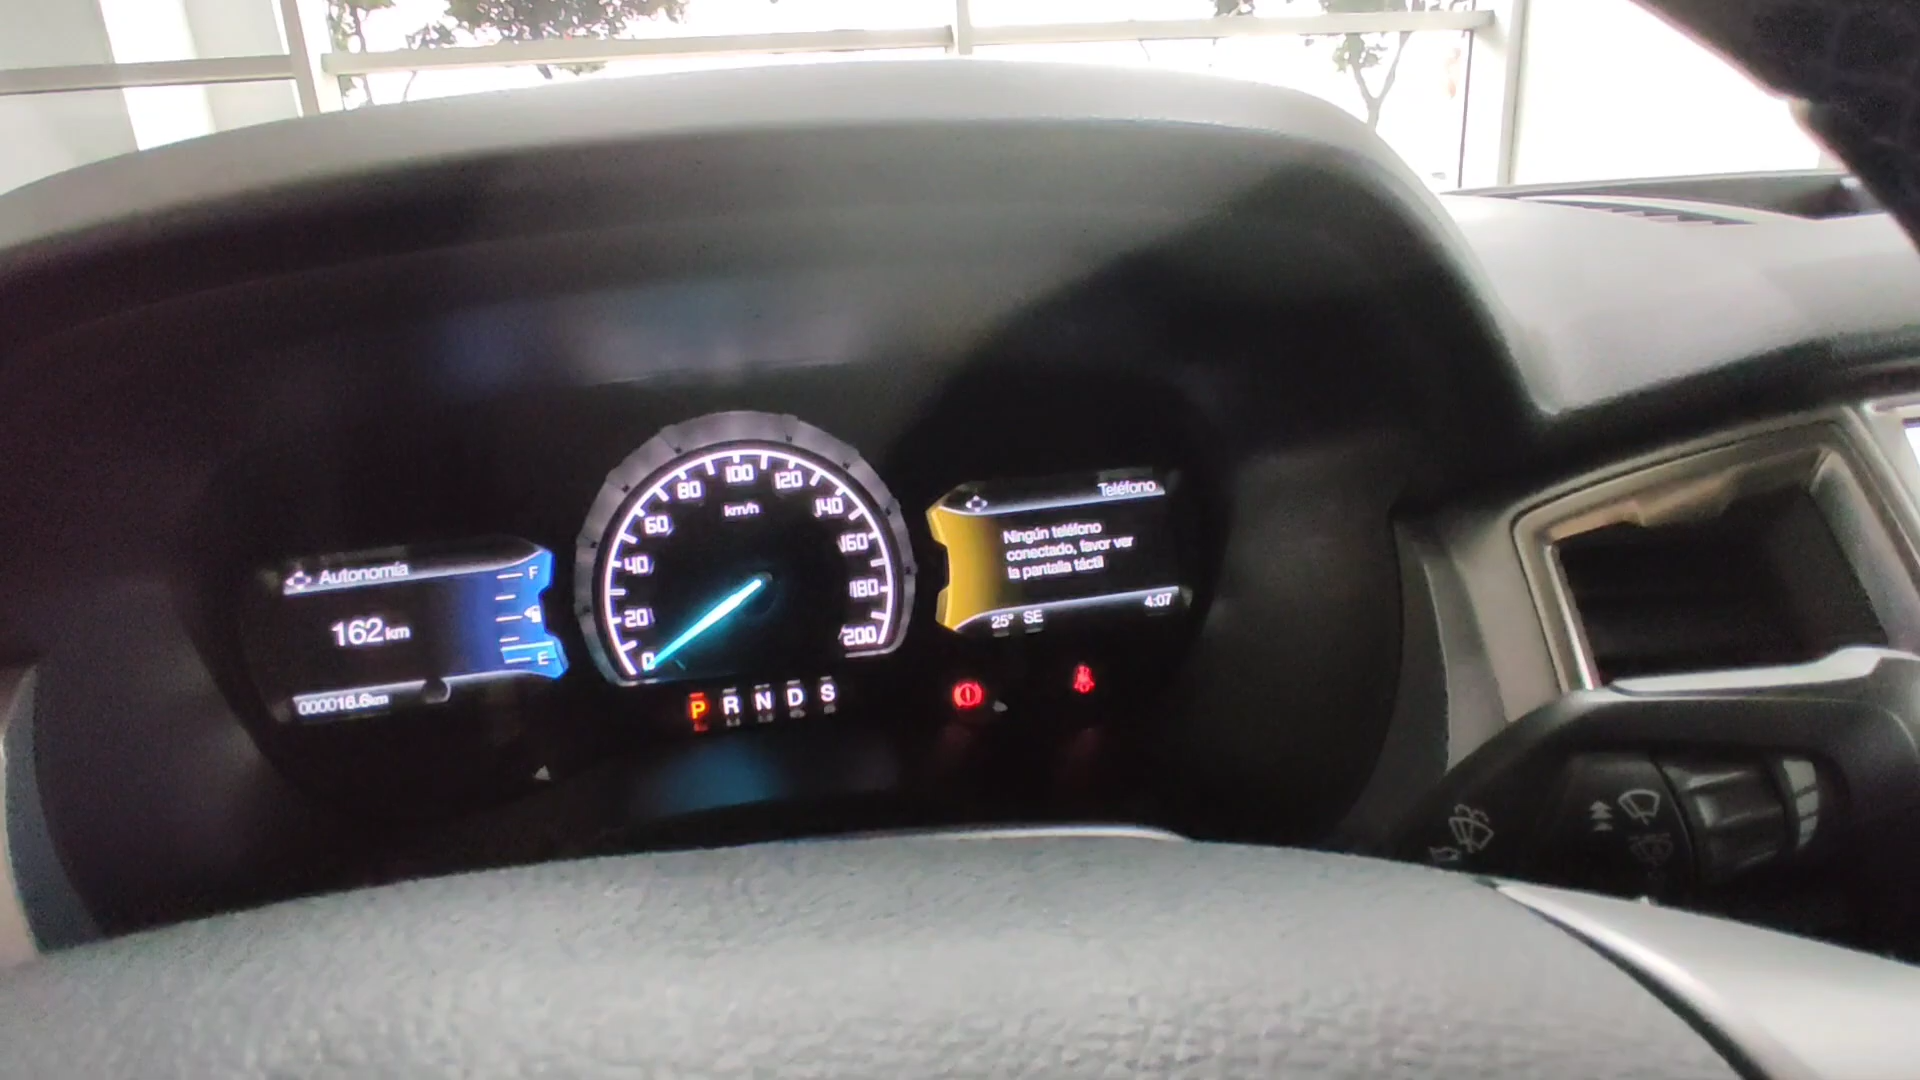 Autonomía
162 km
000016.6km
F
E
0
20
40
60
80
100
120
140
160
180
200
km/h
P R N D S
Teléfono
Ningún teléfono
conectado, favor ver
la pantalla táctil
25° SE
4:07